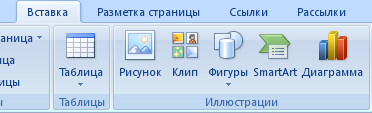 Вставка Разметка страницы Ссылки Рассылки
Таблица Рисунок Клип Фигуры SmartArt Диаграмма
Таблицы Иллюстрации